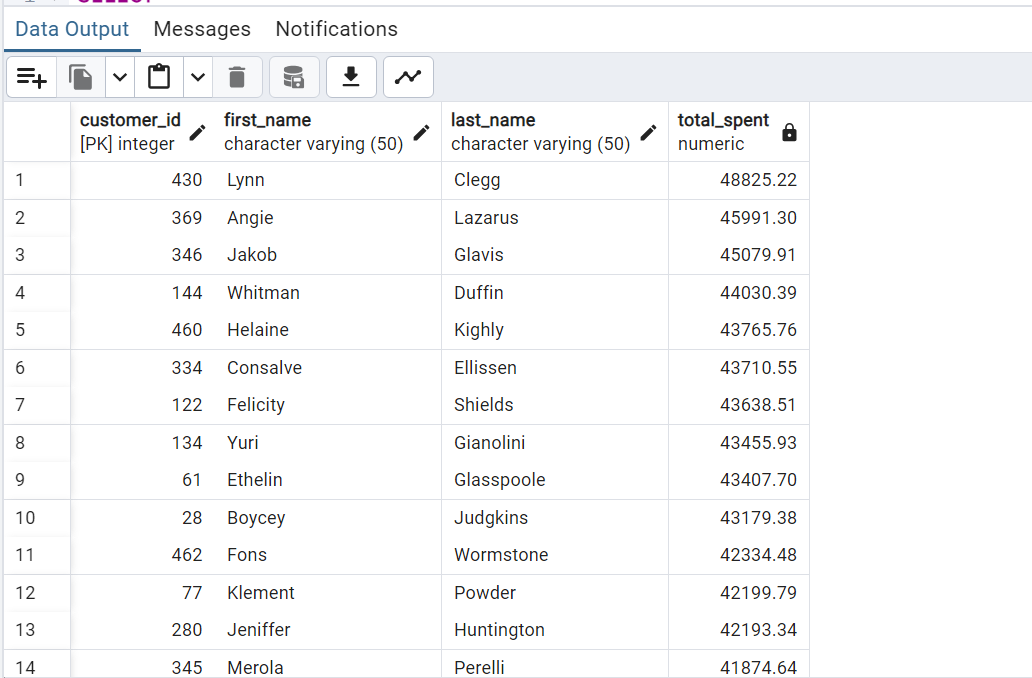 SELECT
Data Output Messages Notifications
customer_id first_name last_name total_spent
[PK] integer character varying (50) character varying (50) numeric
1 430 Lynn Clegg 48825.22
2 369 Angie Lazarus 45991.30
3 346 Jakob Glavis 45079.91
4 144 Whitman Duffin 44030.39
5 460 Helaine Kighly 43765.76
6 334 Consalve Ellissen 43710.55
7 122 Felicity Shields 43638.51
8 134 Yuri Gianolini 43455.93
9 61 Ethelin Glasspoole 43407.70
10 28 Boycey Judgkins 43179.38
11 462 Fons Wormstone 42334.48
12 77 Klement Powder 42199.79
13 280 Jeniffer Huntington 42193.34
14 345 Merola Perelli 41874.64